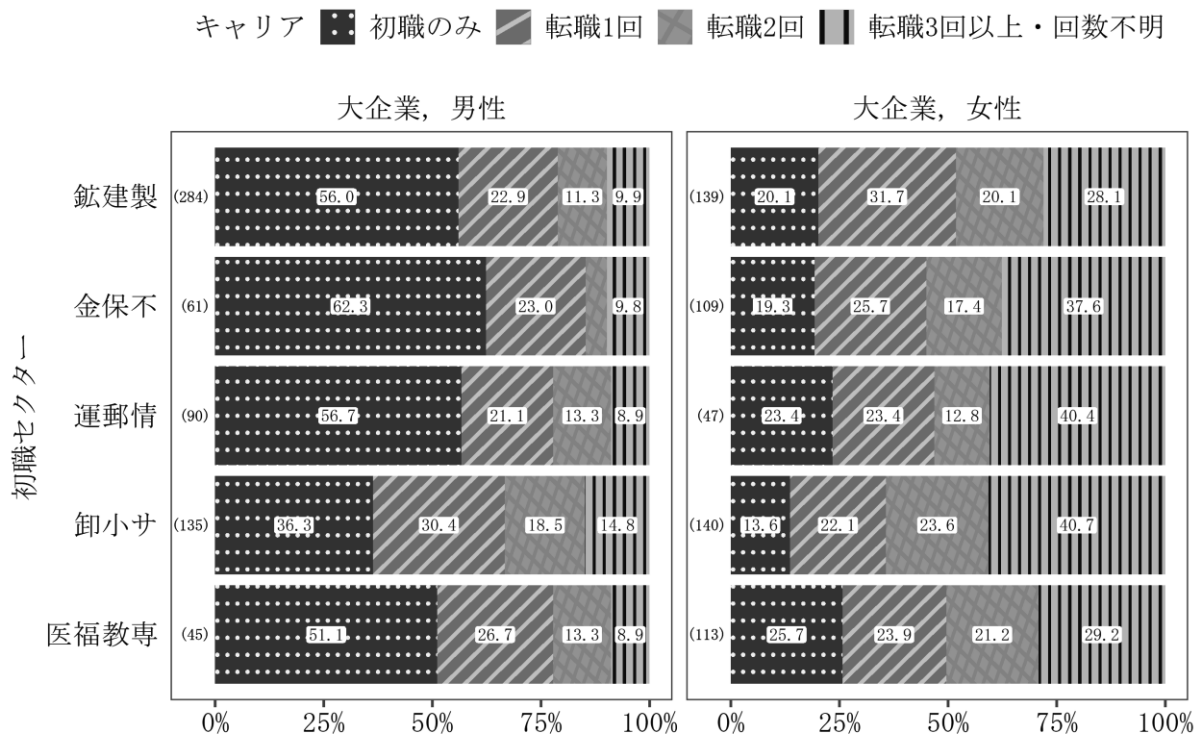 キャリア 初職のみ 転職1回 転職2回 転職3回以上・回数不明
大企業, 男性 大企業, 女性
初職セクター
鉱建製 (284) 56.0 22.9 11.3 9.9 (139) 20.1 31.7 20.1 28.1
金保不 (61) 62.3 23.0 9.8 (109) 19.3 25.7 17.4 37.6
運郵情 (90) 56.7 21.1 13.3 8.9 (47) 23.4 23.4 12.8 40.4
卸小サ (135) 36.3 30.4 18.5 14.8 (140) 13.6 22.1 23.6 40.7
医福教専 (45) 51.1 26.7 13.3 8.9 (113) 25.7 23.9 21.2 29.2
0% 25% 50% 75% 100% 0% 25% 50% 75% 100%